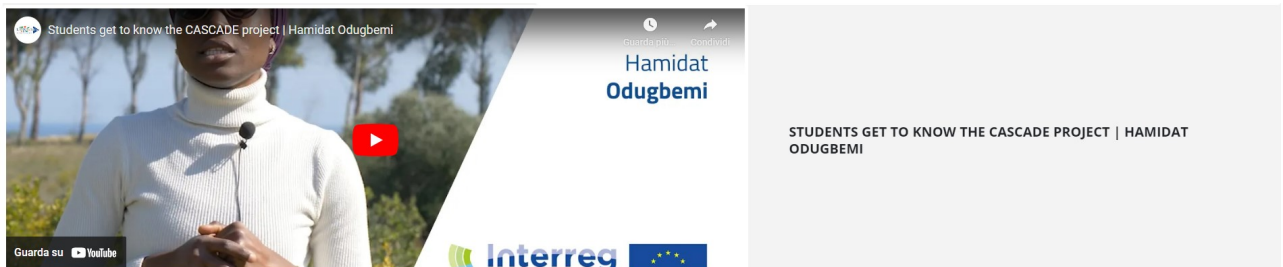 Students get to know the CASCADE project | Hamidat Odugbemi
Guarda più
Condividi
Hamidat
Odugbemi
Guarda su YouTube
Interreg
STUDENTS GET TO KNOW THE CASCADE PROJECT | HAMIDAT
ODUGBEMI